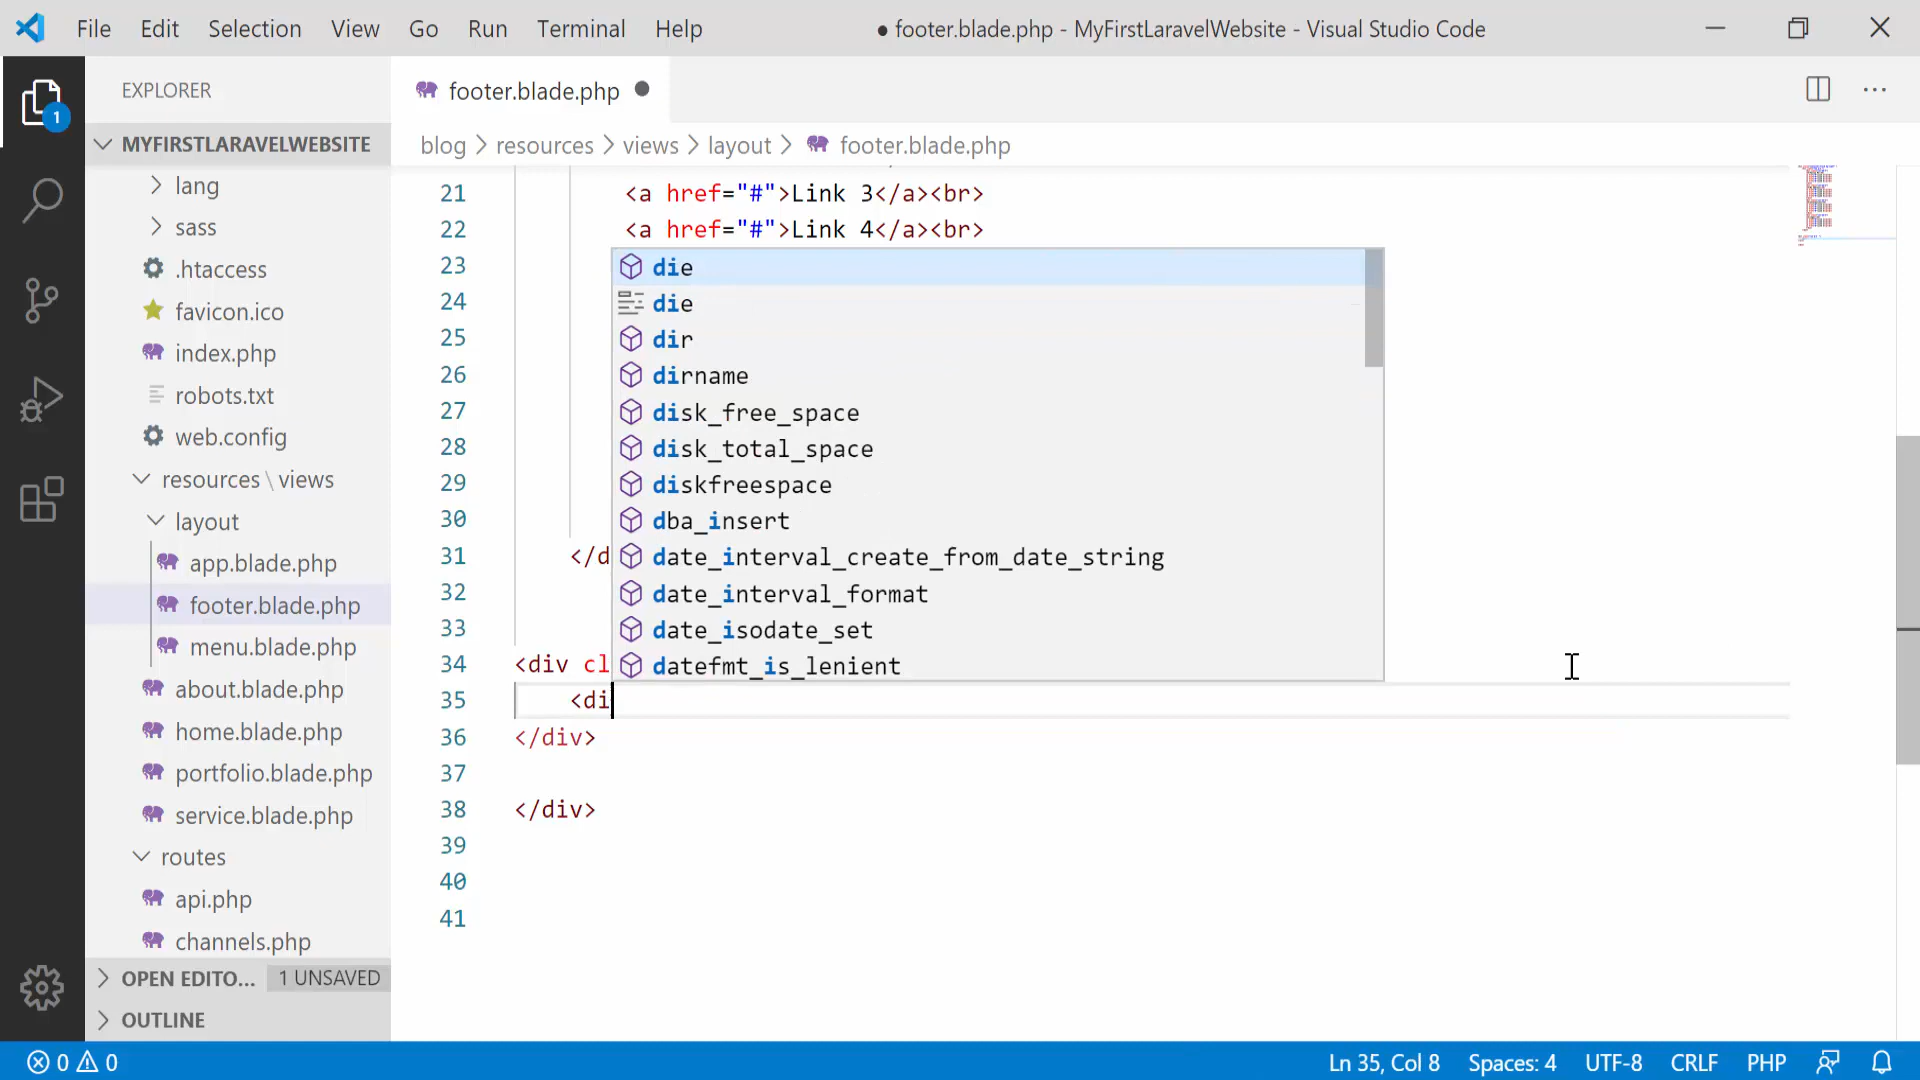 File Edit Selection View Go Run Terminal Help
● footer.blade.php - MyFirstLaravelWebsite - Visual Studio Code
1
EXPLORER
MYFIRSTLARAVELWEBSITE
lang
sass
.htaccess
favicon.ico
index.php
robots.txt
web.config
resources \ views
layout
app.blade.php
footer.blade.php
menu.blade.php
about.blade.php
home.blade.php
portfolio.blade.php
service.blade.php
routes
api.php
channels.php
OPEN EDITO... 1 UNSAVED
OUTLINE
footer.blade.php ●
blog > resources > views > layout > footer.blade.php
21 <a href="#">Link 3</a><br>
22 <a href="#">Link 4</a><br>
23
24
25
26
27
28
29
30
31 </d
32
33
34 <div cl
35 <di
36 </div>
37
38 </div>
39
40
41
die
die
dir
dirname
disk_free_space
disk_total_space
diskfreespace
dba_insert
date_interval_create_from_date_string
date_interval_format
date_isodate_set
datefmt_is_lenient
0 0 Ln 35, Col 8 Spaces: 4 UTF-8 CRLF PHP